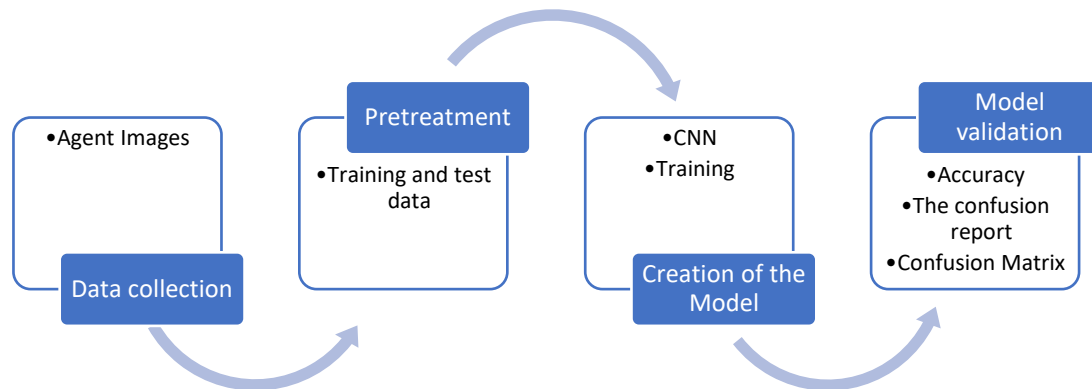 •Agent Images
Data collection
Pretreatment
•Training and test
data
•CNN
•Training
Creation of the
Model
Model
validation
•Accuracy
•The confusion
report
•Confusion Matrix